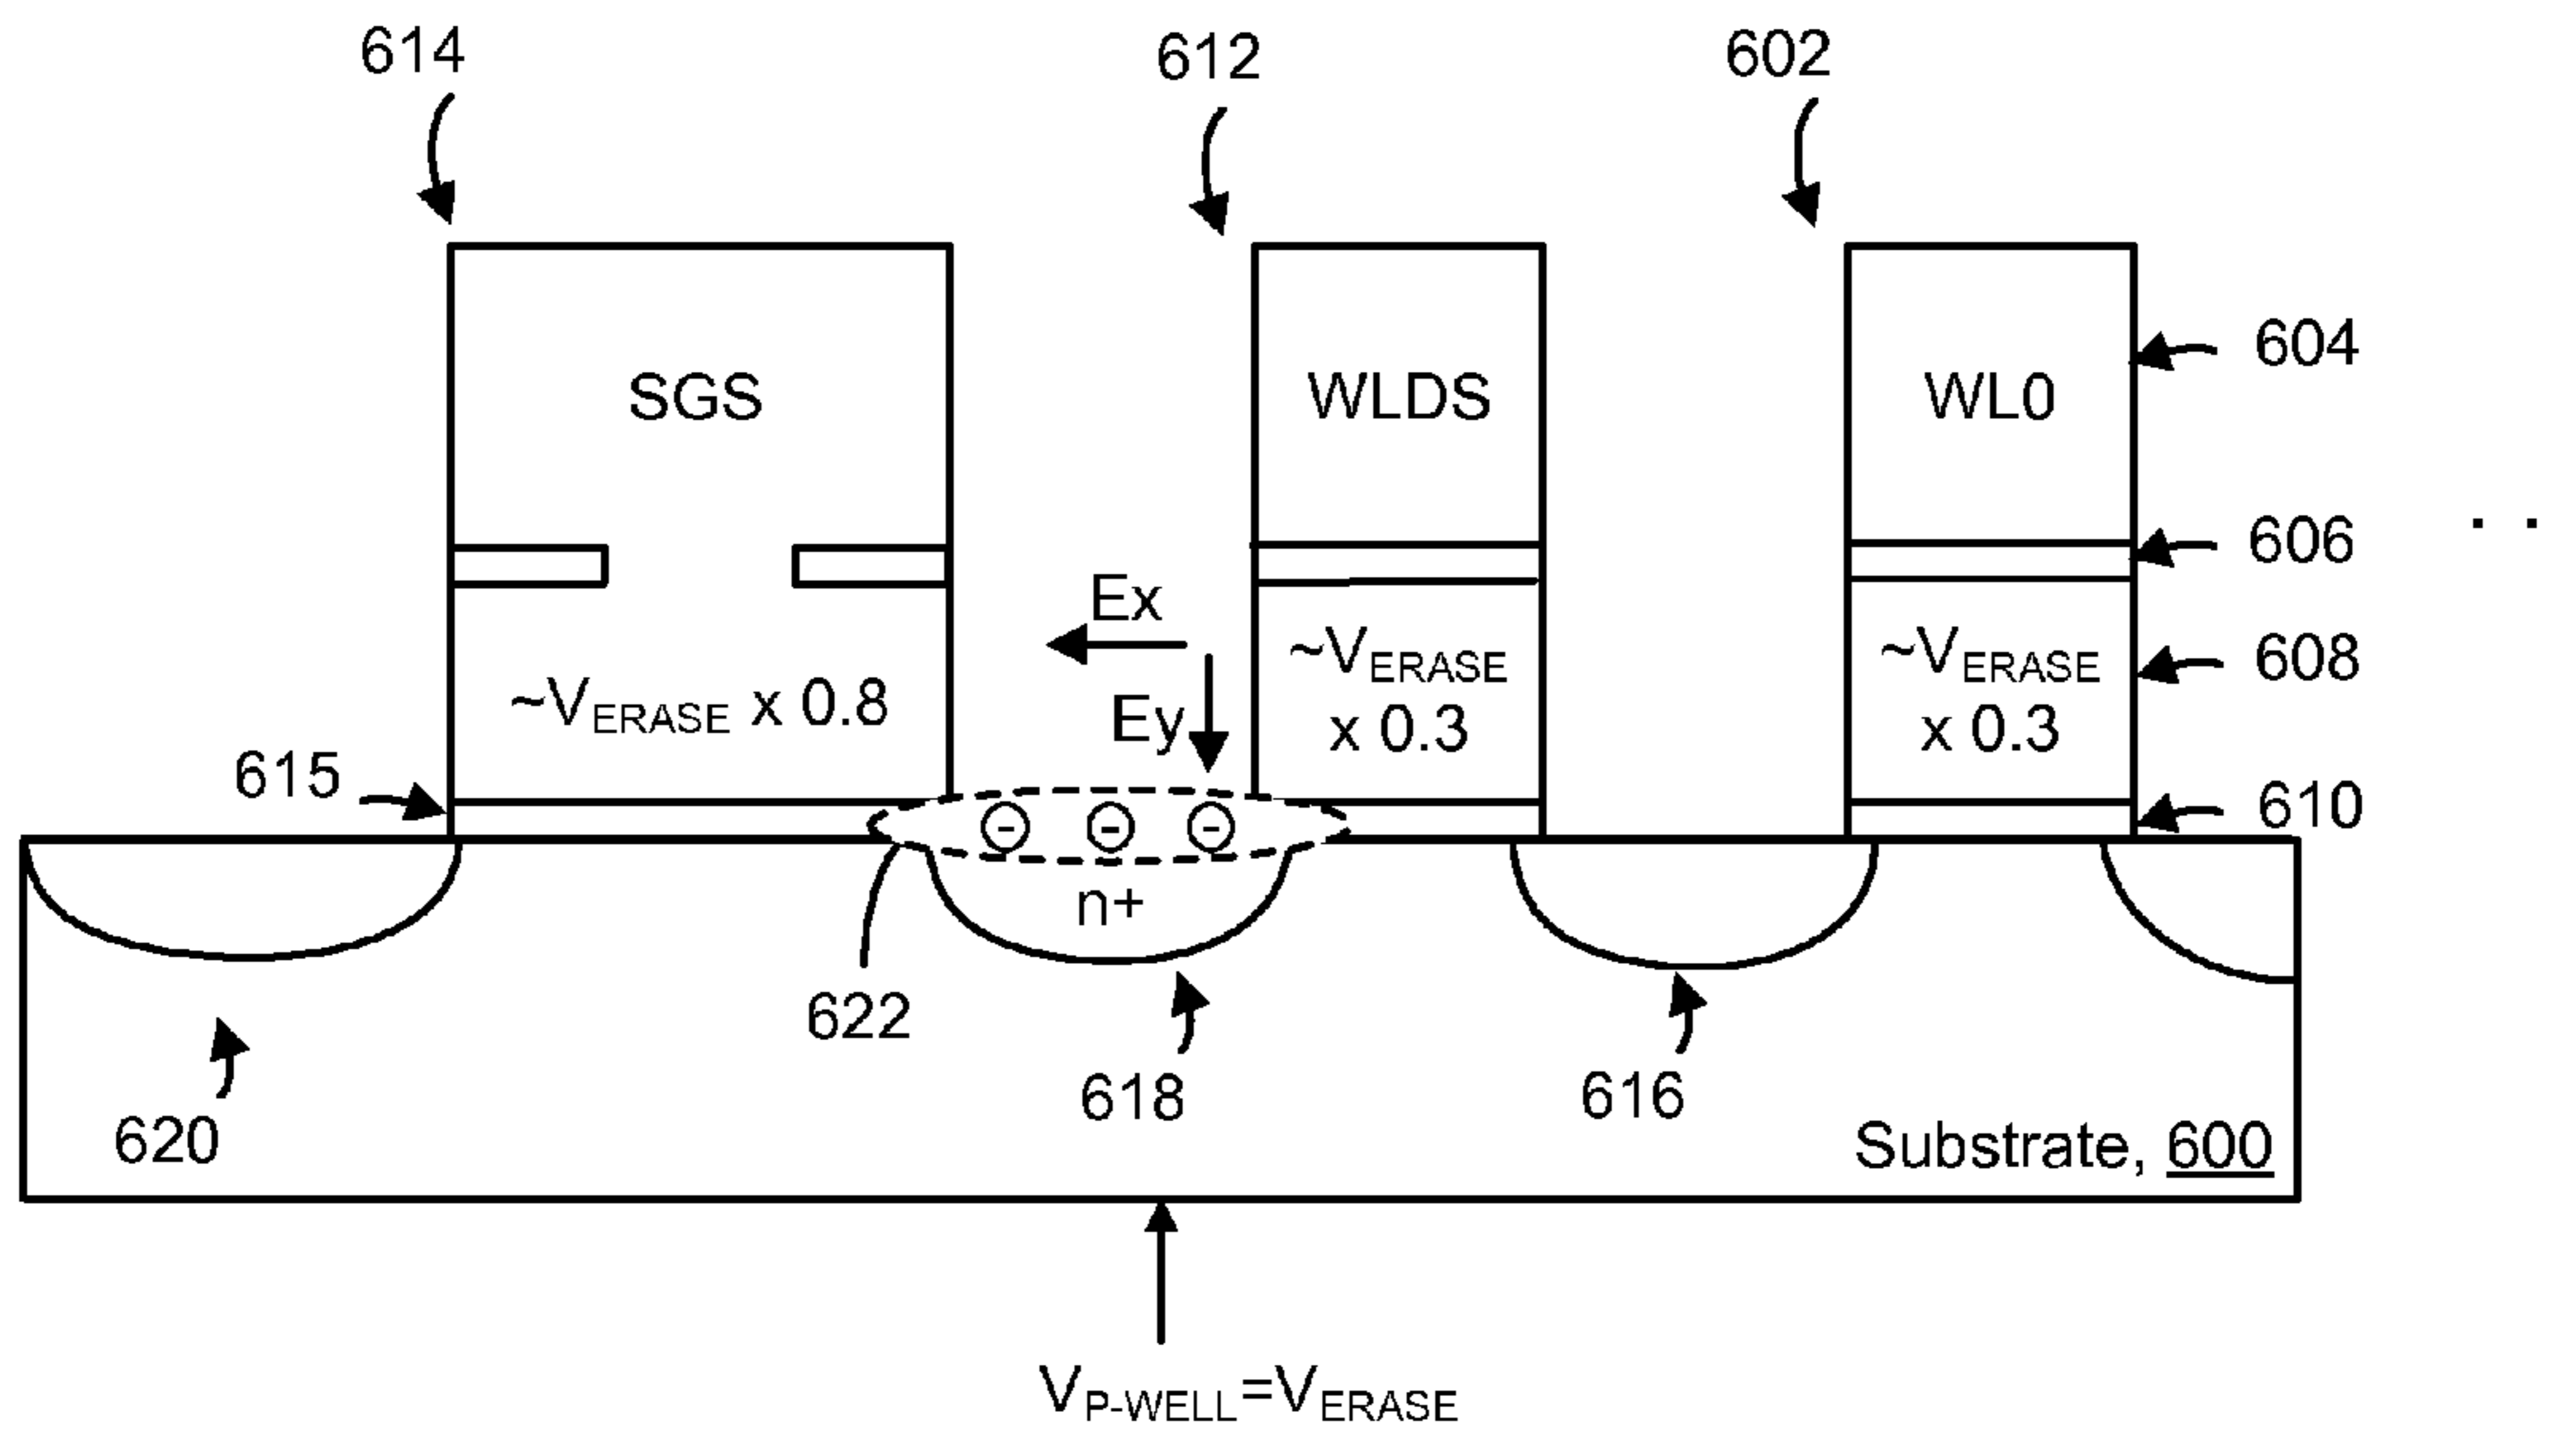 614
612
602
SGS
WLDS
WL0
604
606
608
610
Ex
Ey
~VERASE x 0.8
~VERASE
x 0.3
~VERASE
x 0.3
615
- - -
n+
622
620
618
616
Substrate, 600
VP-WELL=VERASE